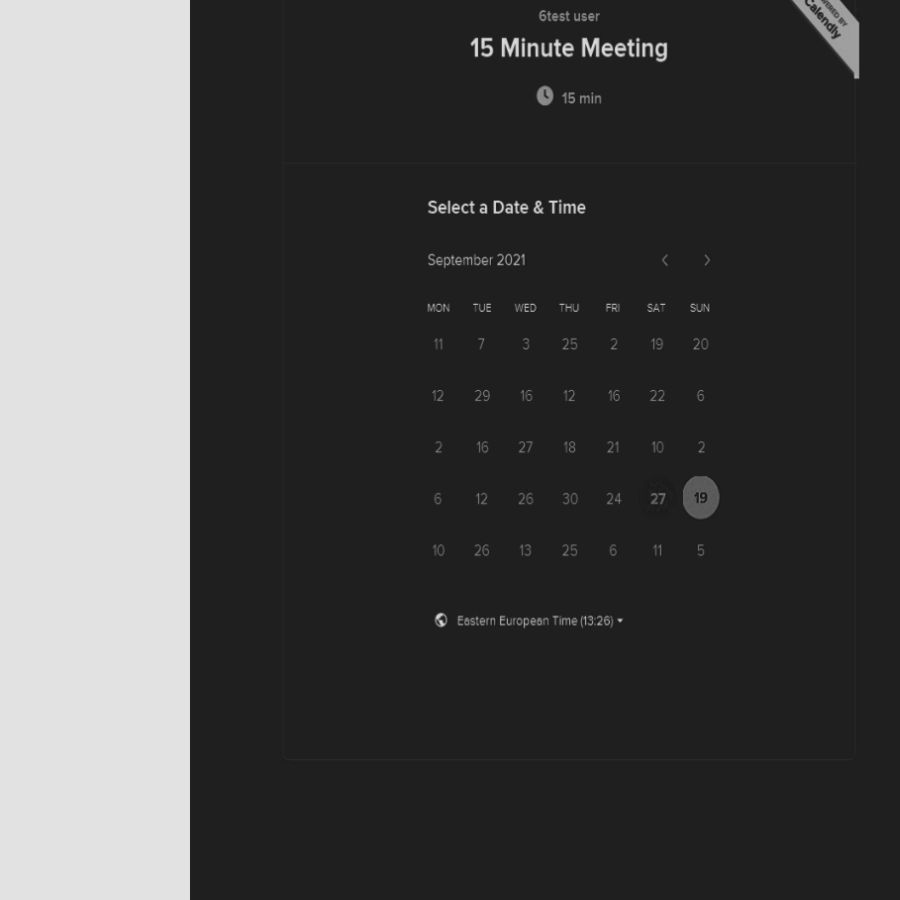 6test user
15 Minute Meeting
POWERED BY
Calendly
15 min
Select a Date & Time
September 2021
MON TUE WED THU FRI SAT SUN
11 7 3 25 2 19 20
12 29 16 12 16 22 6
2 16 27 18 21 10 2
6 12 26 30 24 27 19
10 26 13 25 6 11 5
Eastern European Time (13:26)